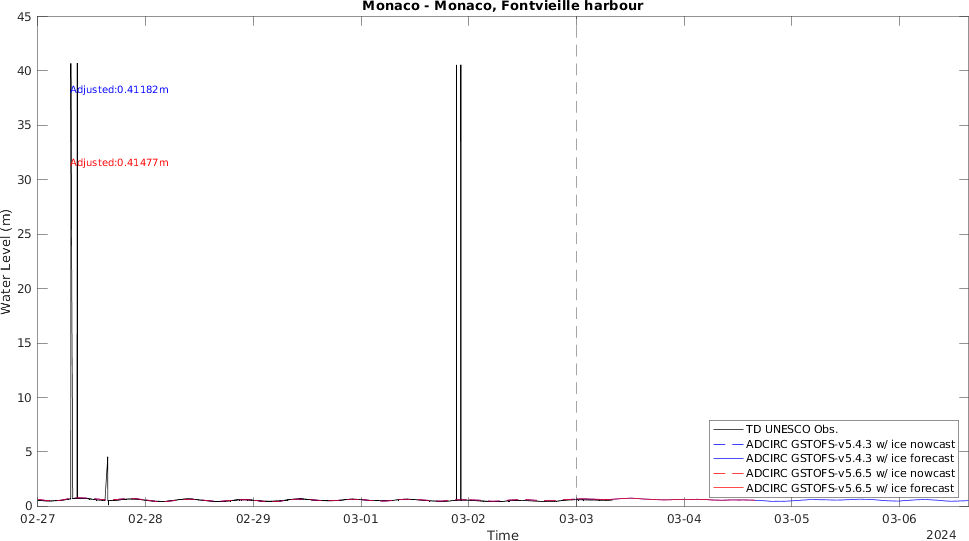 Monaco - Monaco, Fontvieille harbour
45
40
35
30
25
20
15
10
5
0
Water Level (m)
Adjusted:0.41182m
Adjusted:0.41477m
TD UNESCO Obs.
ADCIRC GSTOFS-v5.4.3 w/ ice nowcast
ADCIRC GSTOFS-v5.4.3 w/ ice forecast
ADCIRC GSTOFS-v5.6.5 w/ ice nowcast
ADCIRC GSTOFS-v5.6.5 w/ ice forecast
02-27 02-28 02-29 03-01 03-02 03-03 03-04 03-05 03-06
Time
2024